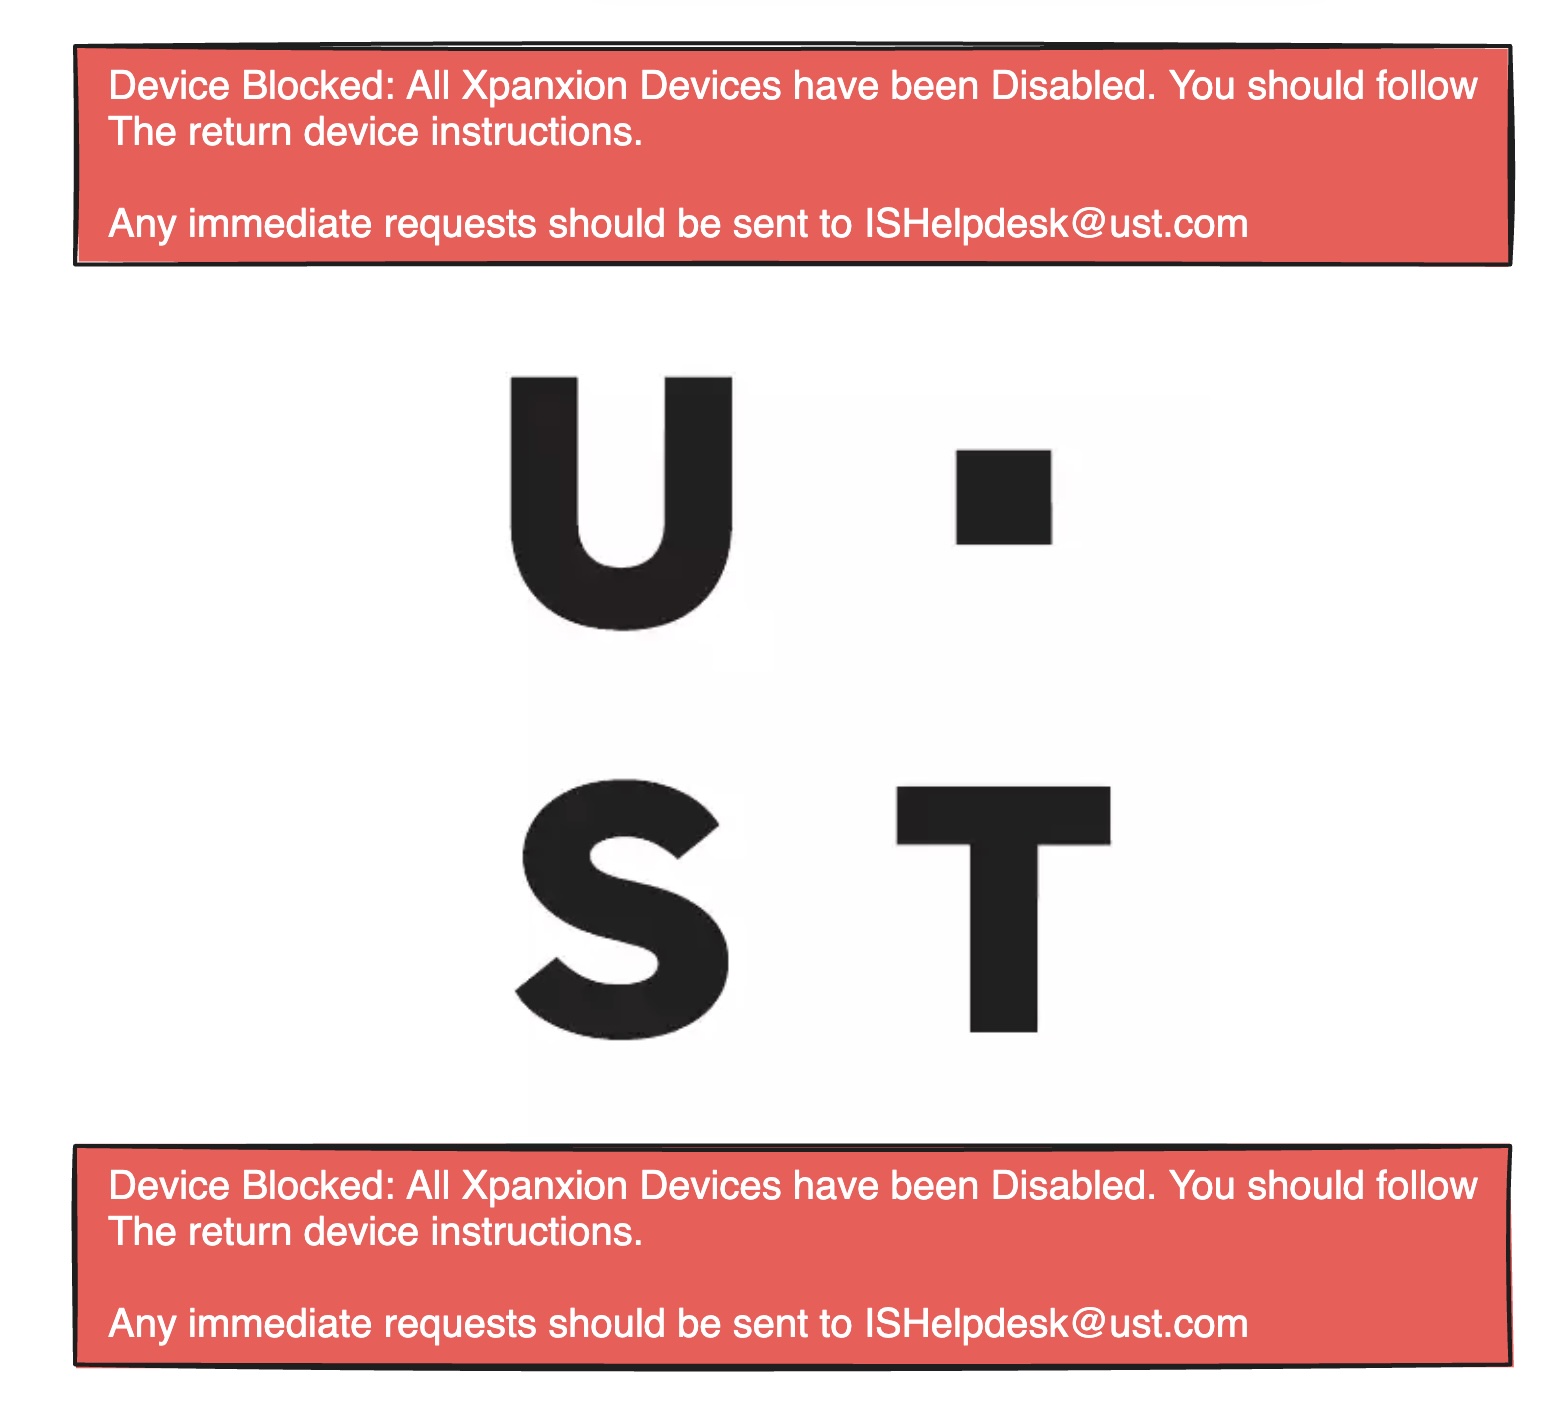 Device Blocked: All Xpanxion Devices have been Disabled. You should follow
The return device instructions.
Any immediate requests should be sent to ISHelpdesk@ust.com
U ▪
S T
Device Blocked: All Xpanxion Devices have been Disabled. You should follow
The return device instructions.
Any immediate requests should be sent to ISHelpdesk@ust.com